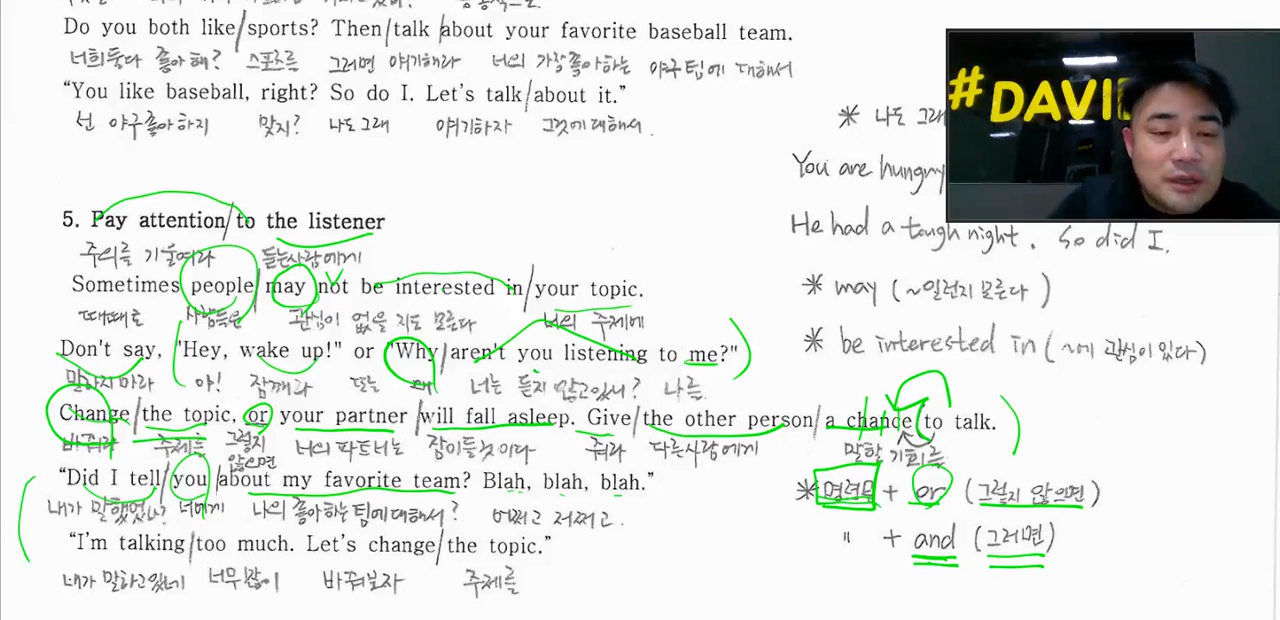 Do you both like/sports? Then/talk about your favorite baseball team.
너희둘다 좋아해? 스포츠를 그러면 얘기해라 너의 가장좋아하는 야구팀에 대해서
"You like baseball, right? So do I. Let's talk/about it."
넌 야구좋아하지 맞지? 나도그래 얘기하자 그것에 대해서.
5. Pay attention/to the listener
주의를 기울여라 듣는사람에게
Sometimes people/may not be interested in/your topic.
때때로 사람들은 관심이 없을 지도 모른다 너의 주제에
Don't say, "Hey, wake up!" or "Why/aren't you listening to me?"
말하지마라 야! 잠깨라 또는 왜 너는 듣지 않고있니? 나를
Change/the topic, or your partner/will fall asleep. Give/the other person/a chance to talk.
바꿔라 주제를 그렇지 않으면 너의 파트너는 잠이들것이다 줘라 다른사람에게 말할 기회를
"Did I tell/you/about my favorite team? Blah, blah, blah."
내가 말했었니? 너에게 나의 좋아하는 팀에대해서? 어쩌고 저쩌고.
"I'm talking/too much. Let's change/the topic."
내가 말하고있네 너무많이 바꿔보자 주제를
#DAVI
* 나도 그래
You are hungry
He had a tough night. So did I.
* may (~일런지 모른다)
* be interested in (~에 관심이 있다)
* 명령문 + or (그렇지 않으면)
" + and (그러면)